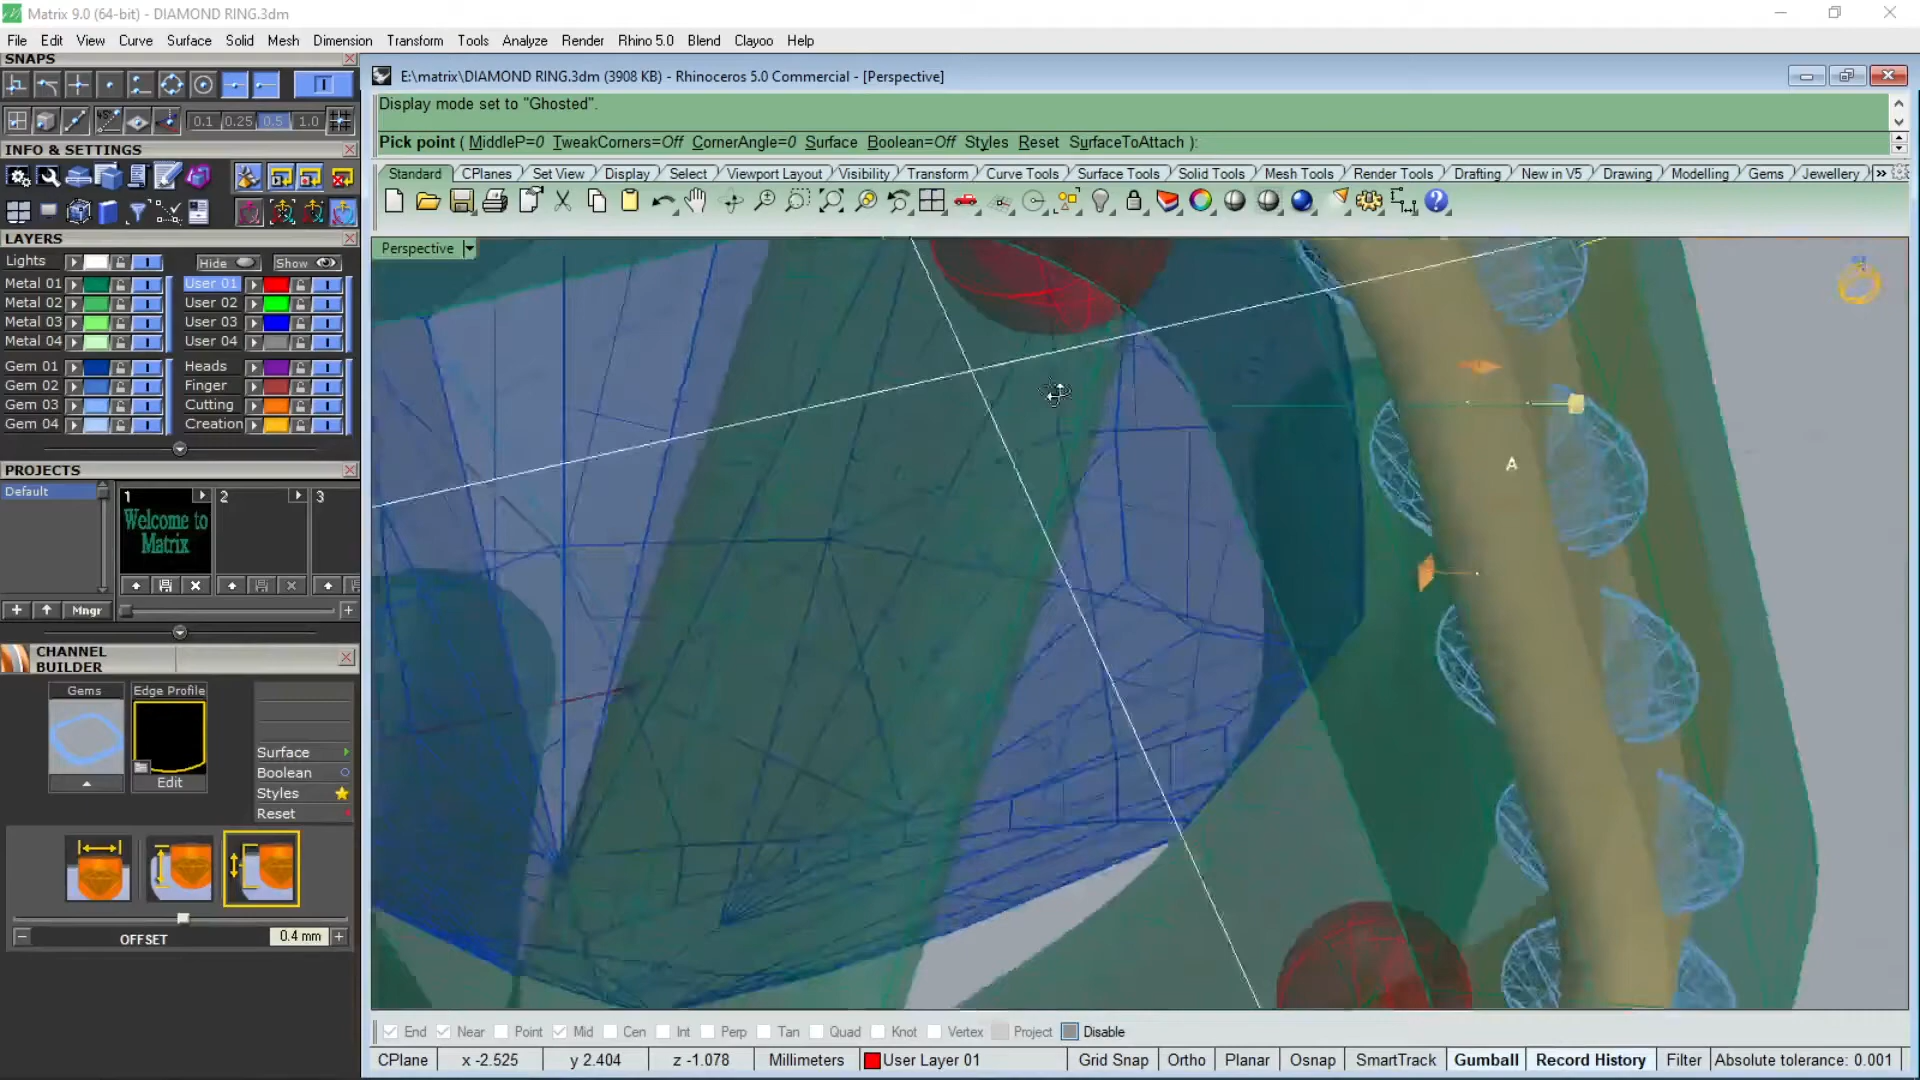 Matrix 9.0 (64-bit) - DIAMOND RING.3dm
File Edit View Curve Surface Solid Mesh Dimension Transform Tools Analyze Render Rhino 5.0 Blend Clayoo Help
SNAPS
E:\matrix\DIAMOND RING.3dm (3908 KB) - Rhinoceros 5.0 Commercial - [Perspective]
Display mode set to "Ghosted".
0.1 0.25 0.5 1.0
Pick point ( MiddleP=0 TweakCorners=Off CornerAngle=0 Surface Boolean=Off Styles Reset SurfaceToAttach ):
INFO & SETTINGS
Standard CPlanes Set View Display Select Viewport Layout Visibility Transform Curve Tools Surface Tools Solid Tools Mesh Tools Render Tools Drafting New in V5 Drawing Modelling Gems Jewellery »
LAYERS
Perspective
Lights Hide Show
Metal 01 User 01
Metal 02 User 02
Metal 03 User 03
Metal 04 User 04
Gem 01 Heads
Gem 02 Finger
Gem 03 Cutting
Gem 04 Creation
A
PROJECTS
Default 1 2 3
Welcome to
Matrix
Mngr
CHANNEL
BUILDER
Gems Edge Profile
Surface
Boolean
Edit
Styles
Reset
OFFSET 0.4 mm
End Near Point Mid Cen Int Perp Tan Quad Knot Vertex Project Disable
CPlane x -2.525 y 2.404 z -1.078 Millimeters User Layer 01 Grid Snap Ortho Planar Osnap SmartTrack Gumball Record History Filter Absolute tolerance: 0.001